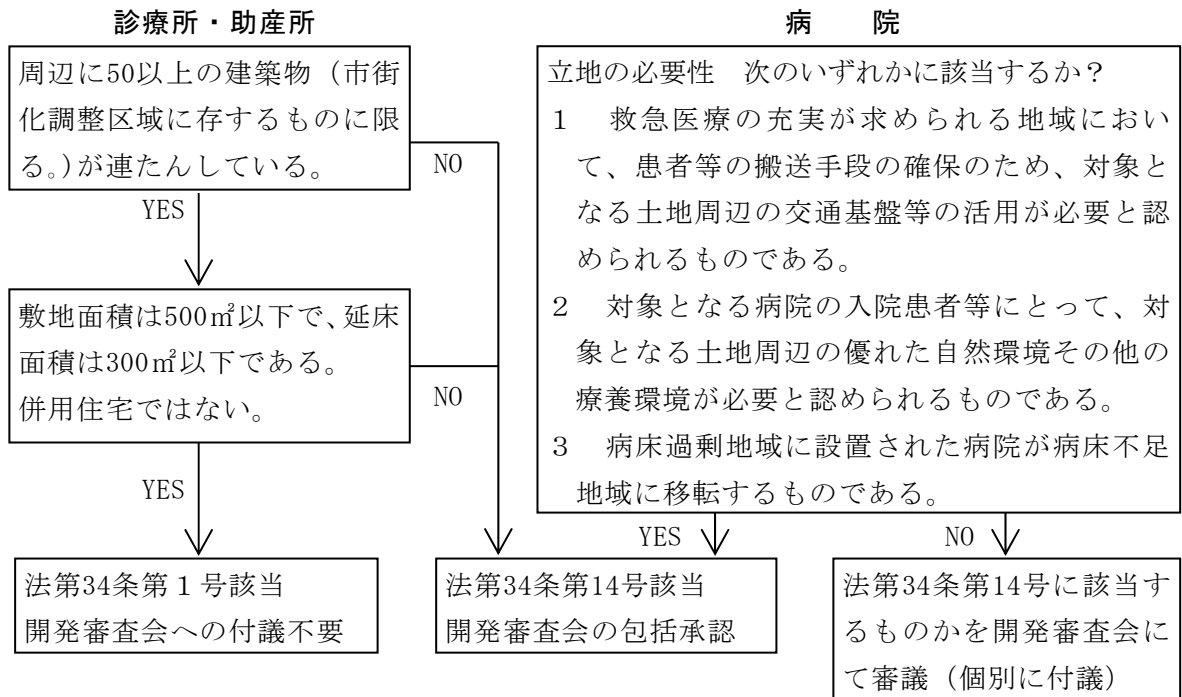 診療所・助産所
周辺に50以上の建築物(市街
化調整区域に存するものに限
る。)が連たんしている。
NO
YES
敷地面積は500㎡以下で、延床
面積は300㎡以下である。
併用住宅ではない。
NO
YES
法第34条第1号該当
開発審査会への付議不要
病 院
立地の必要性 次のいずれかに該当するか?
1 救急医療の充実が求められる地域におい
て、患者等の搬送手段の確保のため、対象と
なる土地周辺の交通基盤等の活用が必要と認
められるものである。
2 対象となる病院の入院患者等にとって、対
象となる土地周辺の優れた自然環境その他の
療養環境が必要と認められるものである。
3 病床過剰地域に設置された病院が病床不足
地域に移転するものである。
YES
NO
法第34条第14号該当
開発審査会の包括承認
法第34条第14号に該当す
るものかを開発審査会に
て審議(個別に付議)